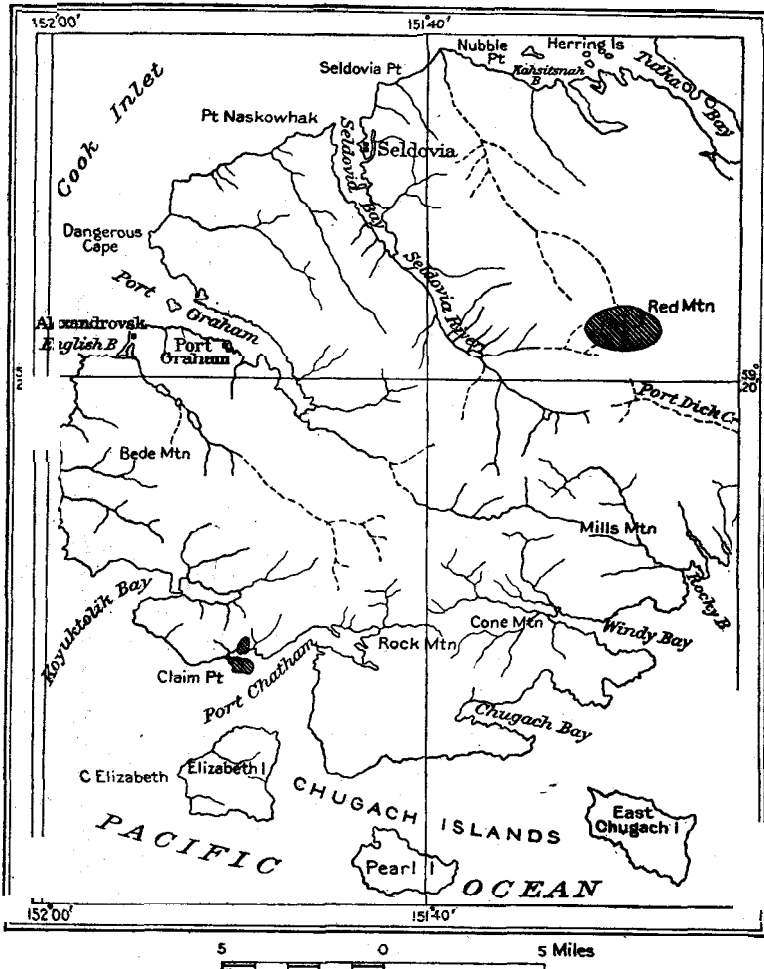 152°00'
151°40'
Cook Inlet
Seldovia Pt
Nubble
Pt
Herring Is
Kahsitsnah
B
Tutka
Bay
Pt Naskowhak
Seldovia
Bay
Seldovia
Dangerous
Cape
Port
Graham
Seldovia River
Red Mtn
Alexandrovsk
English B
Port
Graham
20'
Port Dick Cr
Bede Mtn
Mills Mtn
Rocky B.
Koyuktolik Bay
Cone Mtn
Windy Bay
Rock Mtn
Claim Pt
Port Chatham
Chugach Bay
C Elizabeth
Elizabeth I
CHUGACH ISLANDS
East
Chugach I
PACIFIC
Pearl I
OCEAN
152°00'
151°40'
5 0 5 Miles